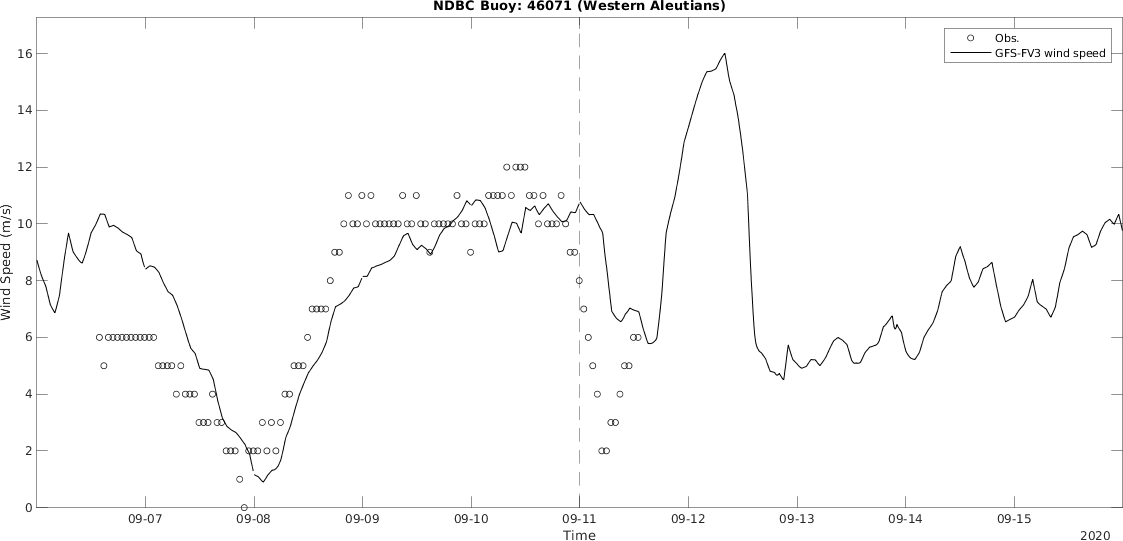 NDBC Buoy: 46071 (Western Aleutians)
Obs.
GFS-FV3 wind speed
Wind Speed (m/s)
16
14
12
10
8
6
4
2
0
09-07 09-08 09-09 09-10 09-11 09-12 09-13 09-14 09-15
Time
2020